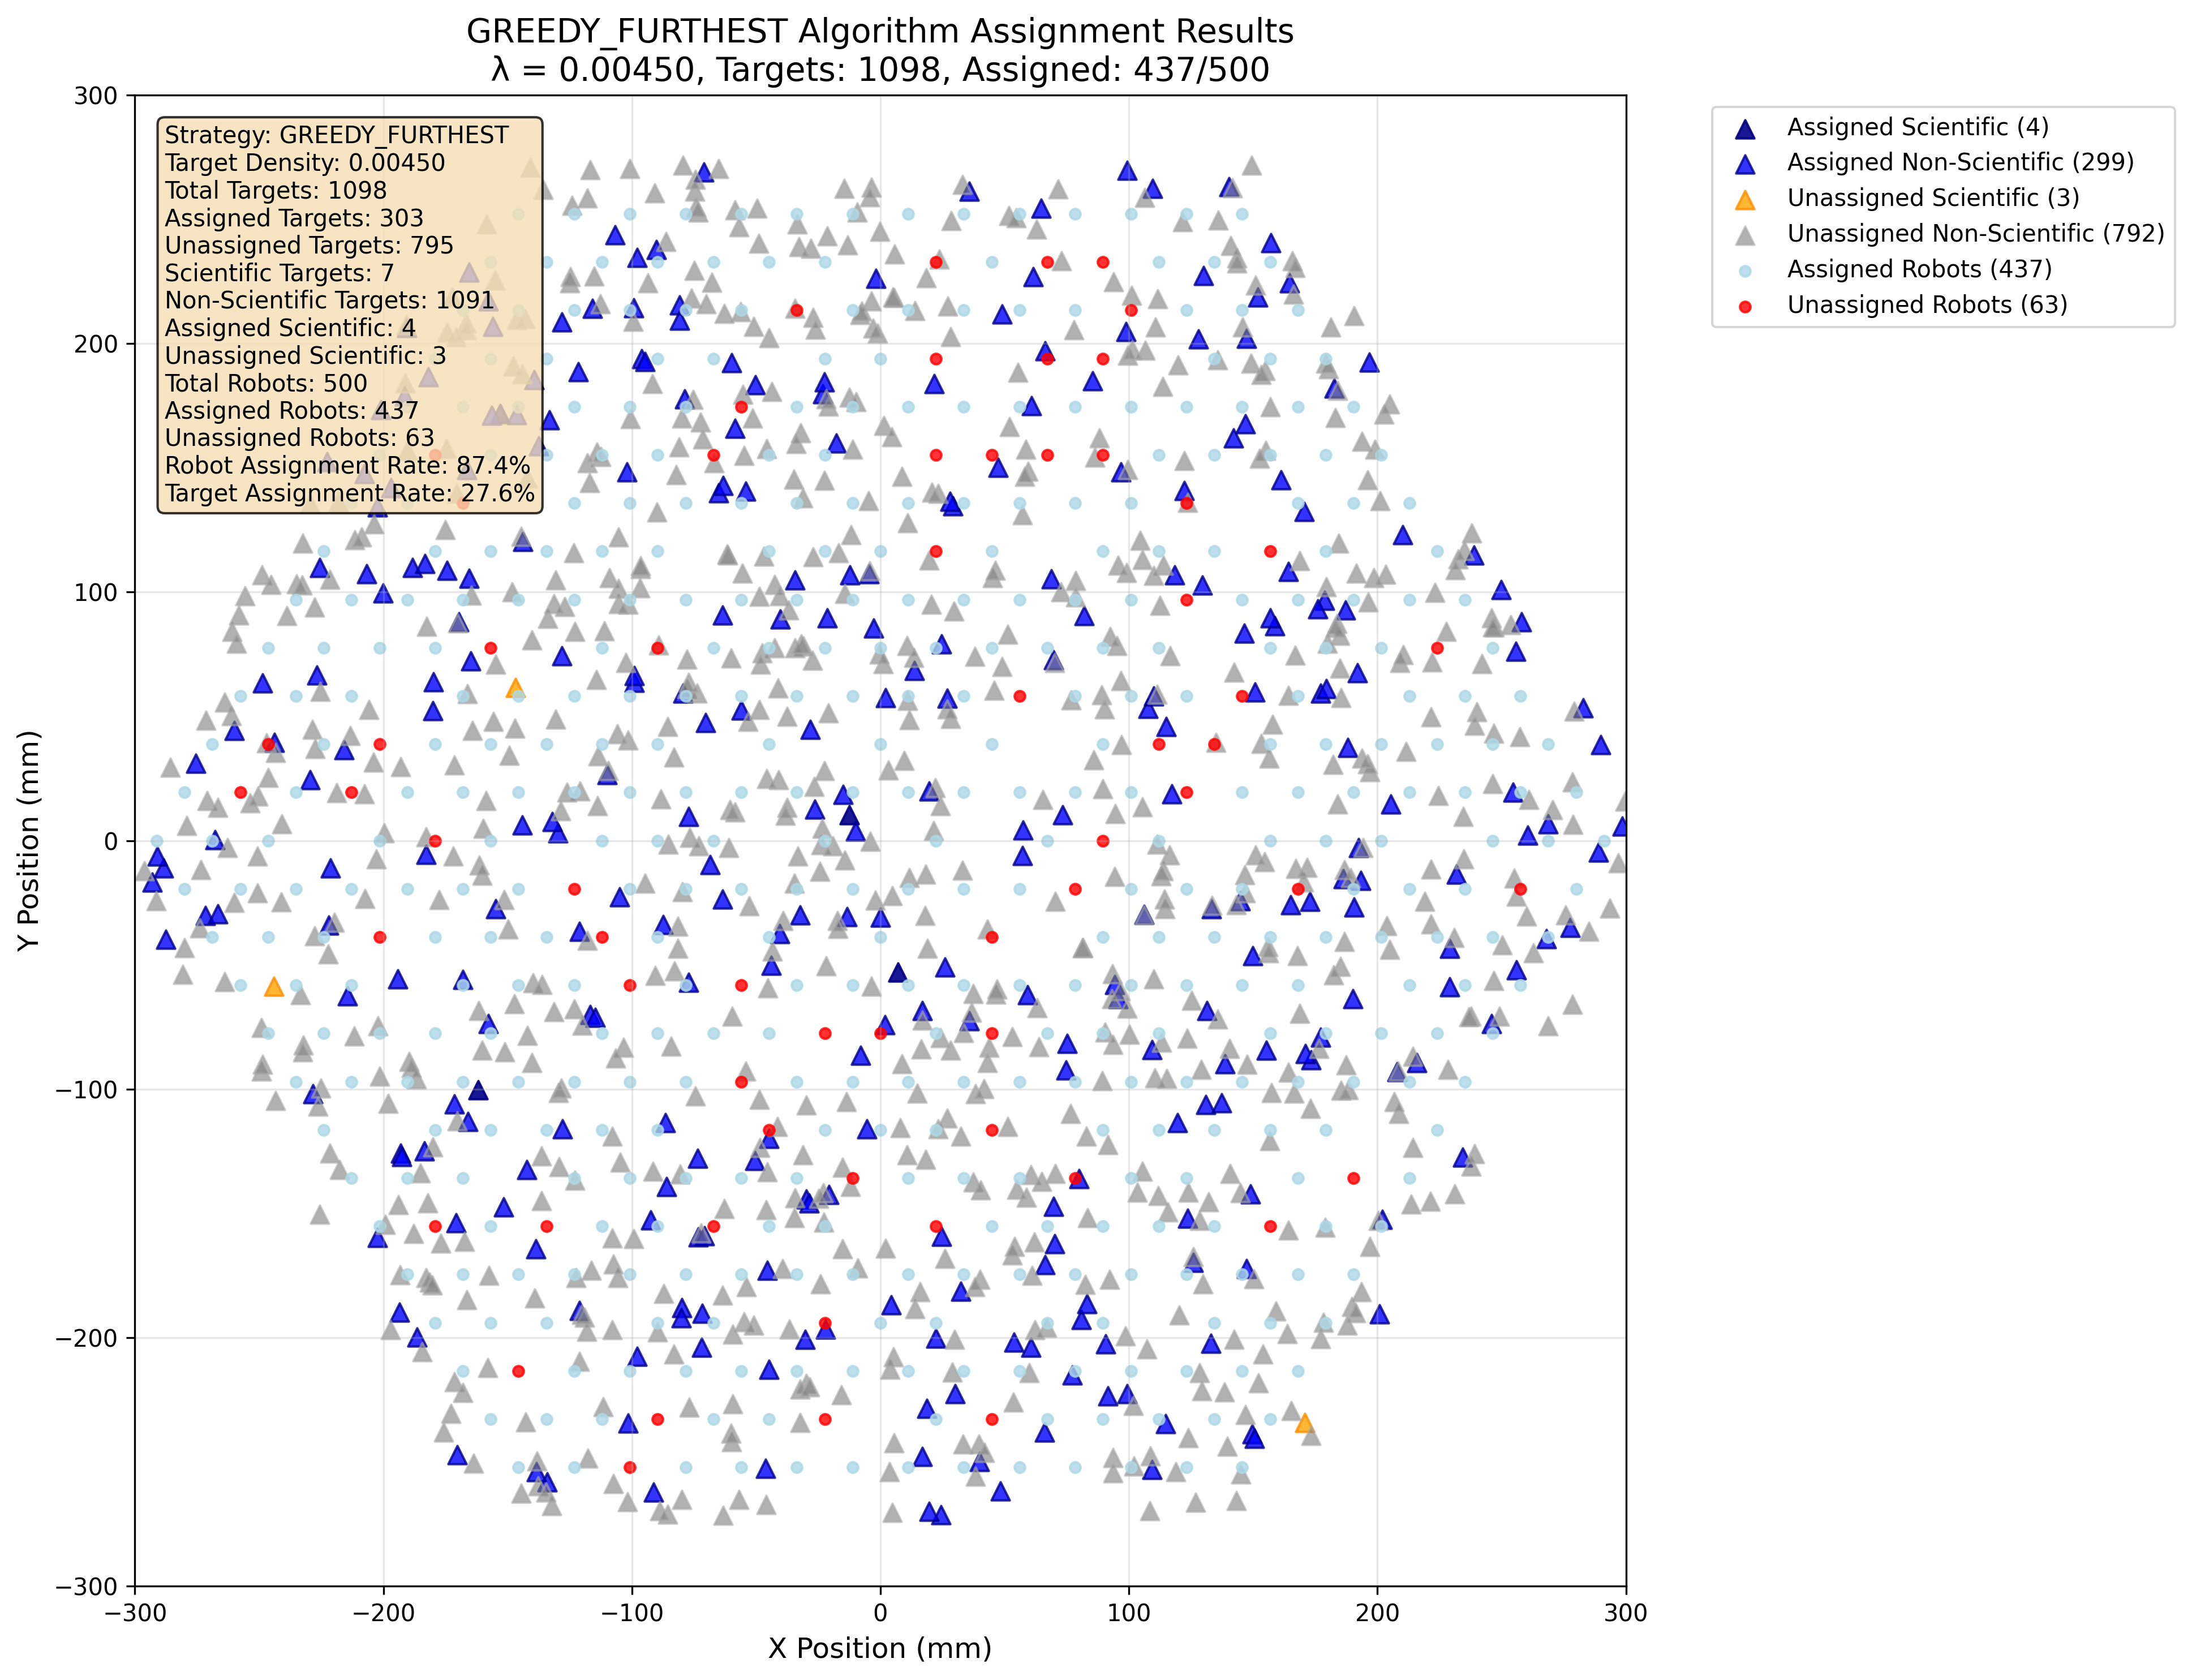 GREEDY_FURTHEST Algorithm Assignment Results
λ = 0.00450, Targets: 1098, Assigned: 437/500
Strategy: GREEDY_FURTHEST
Target Density: 0.00450
Total Targets: 1098
Assigned Targets: 303
Unassigned Targets: 795
Scientific Targets: 7
Non-Scientific Targets: 1091
Assigned Scientific: 4
Unassigned Scientific: 3
Total Robots: 500
Assigned Robots: 437
Unassigned Robots: 63
Robot Assignment Rate: 87.4%
Target Assignment Rate: 27.6%
Assigned Scientific (4)
Assigned Non-Scientific (299)
Unassigned Scientific (3)
Unassigned Non-Scientific (792)
Assigned Robots (437)
Unassigned Robots (63)
Y Position (mm)
300
200
100
0
−100
−200
−300
−300
−200
−100
0
100
200
300
X Position (mm)